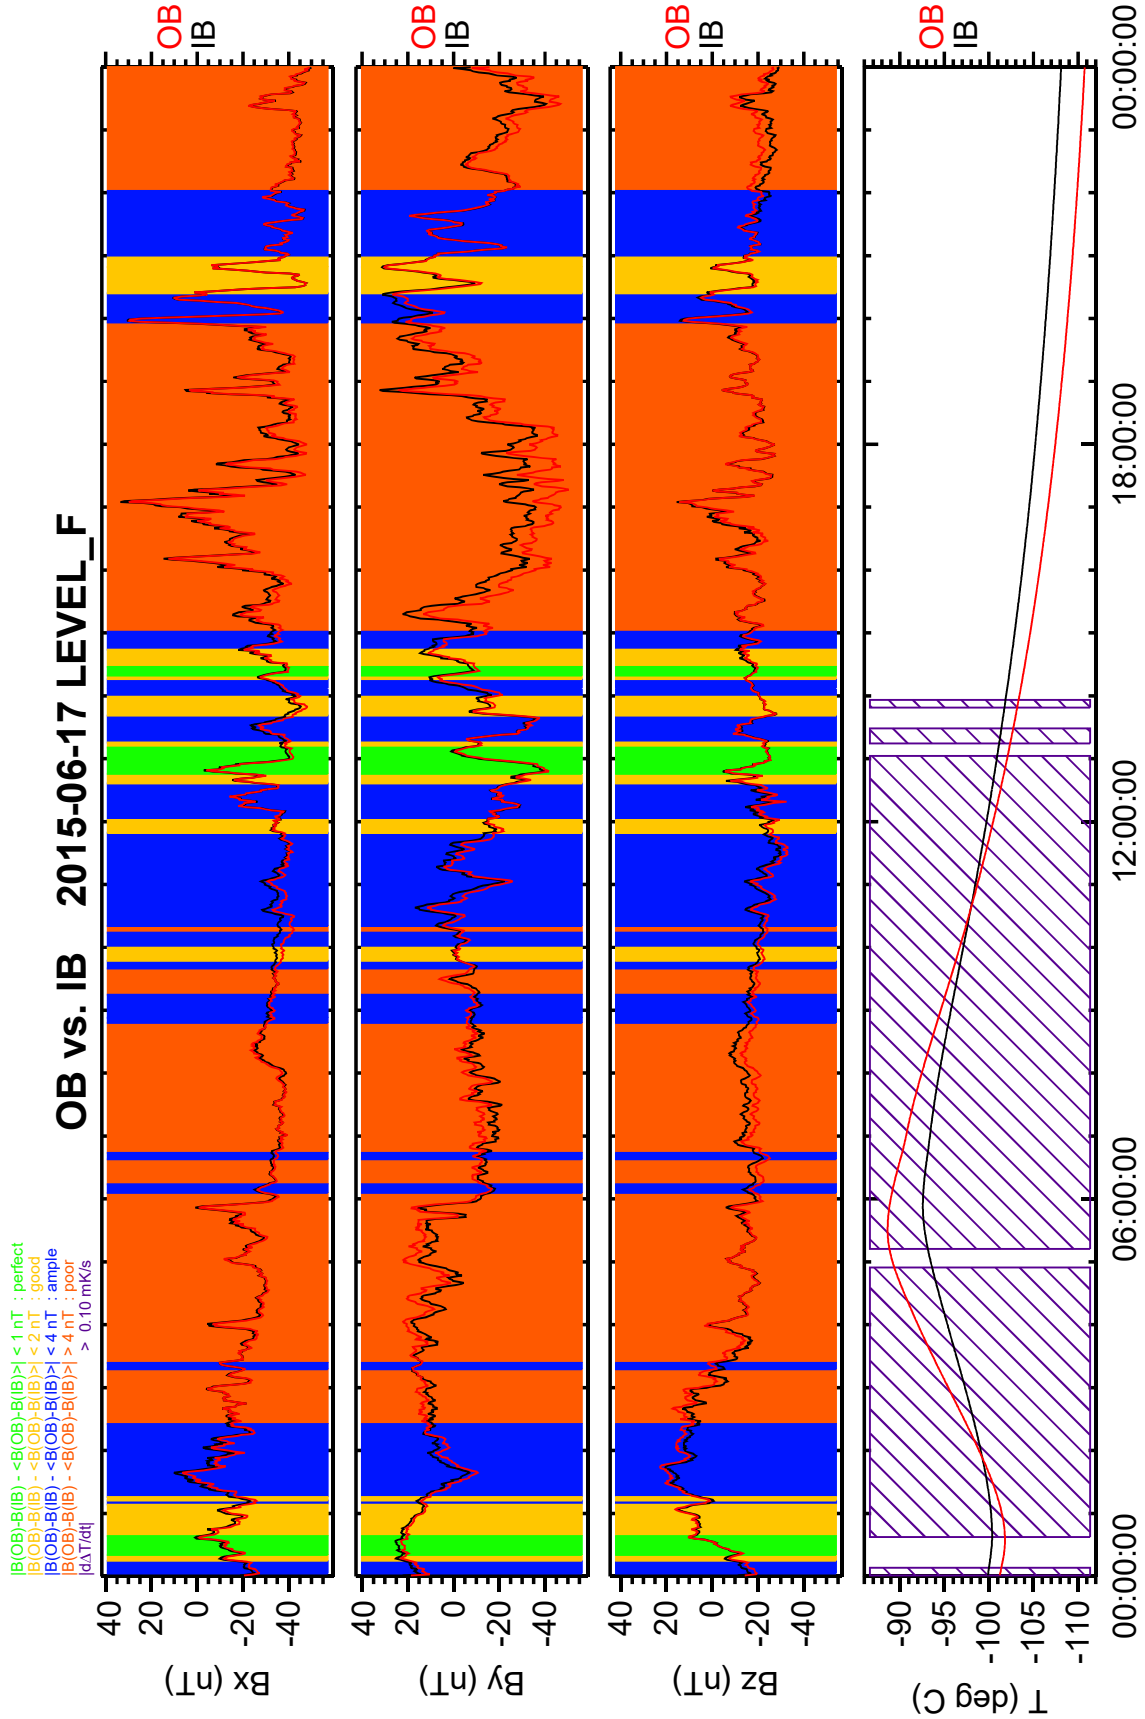 OB vs. IB 2015-06-17 LEVEL_F
|B(OB)-B(IB) - <B(OB)-B(IB)>| < 1 nT : perfect
|B(OB)-B(IB) - <B(OB)-B(IB)>| < 2 nT : good
|B(OB)-B(IB) - <B(OB)-B(IB)>| < 4 nT : ample
|B(OB)-B(IB) - <B(OB)-B(IB)>| > 4 nT : poor
|dΔT/dt| > 0.10 mK/s
Bx (nT)
40
20
0
-20
-40
OB
IB
By (nT)
40
20
0
-20
-40
OB
IB
Bz (nT)
40
20
0
-20
-40
OB
IB
T (deg C)
-90
-95
-100
-105
-110
OB
IB
00:00:00
06:00:00
12:00:00
18:00:00
00:00:00